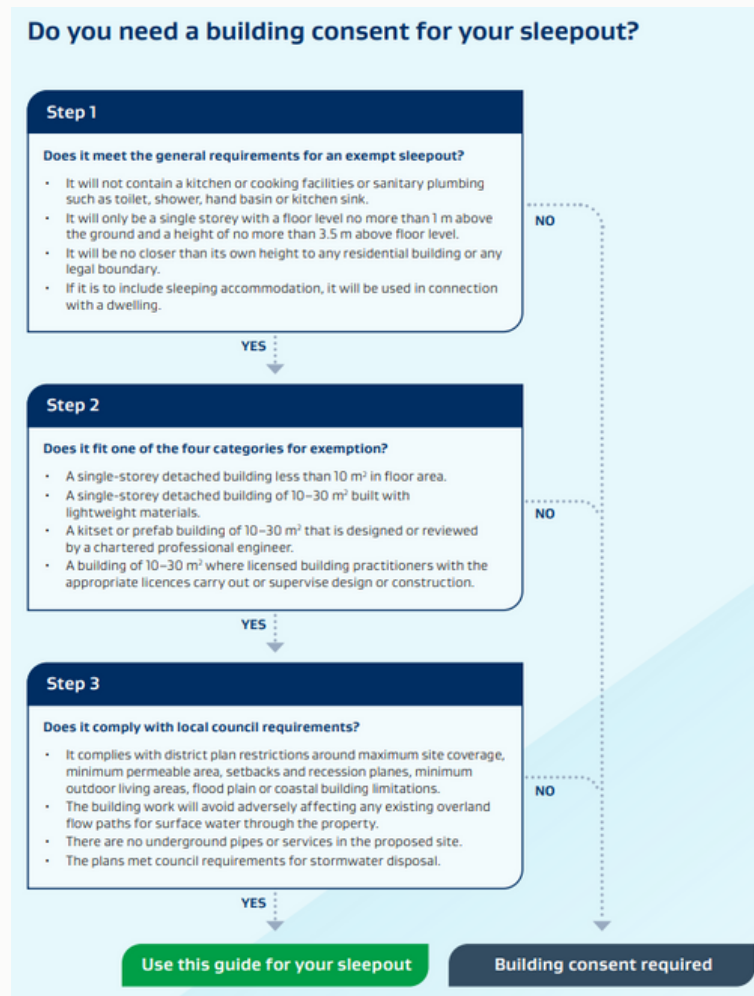 Do you need a building consent for your sleepout?
Step 1
Does it meet the general requirements for an exempt sleepout?
• It will not contain a kitchen or cooking facilities or sanitary plumbing
such as toilet, shower, hand basin or kitchen sink.
• It will only be a single storey with a floor level no more than 1 m above
the ground and a height of no more than 3.5 m above floor level.
• It will be no closer than its own height to any residential building or any
legal boundary.
• If it is to include sleeping accommodation, it will be used in connection
with a dwelling.
NO
YES
Step 2
Does it fit one of the four categories for exemption?
• A single-storey detached building less than 10 m² in floor area.
• A single-storey detached building of 10–30 m² built with
lightweight materials.
• A kitset or prefab building of 10–30 m² that is designed or reviewed
by a chartered professional engineer.
• A building of 10–30 m² where licensed building practitioners with the
appropriate licences carry out or supervise design or construction.
NO
YES
Step 3
Does it comply with local council requirements?
• It complies with district plan restrictions around maximum site coverage,
minimum permeable area, setbacks and recession planes, minimum
outdoor living areas, flood plain or coastal building limitations.
• The building work will avoid adversely affecting any existing overland
flow paths for surface water through the property.
• There are no underground pipes or services in the proposed site.
• The plans met council requirements for stormwater disposal.
NO
YES
Use this guide for your sleepout
Building consent required